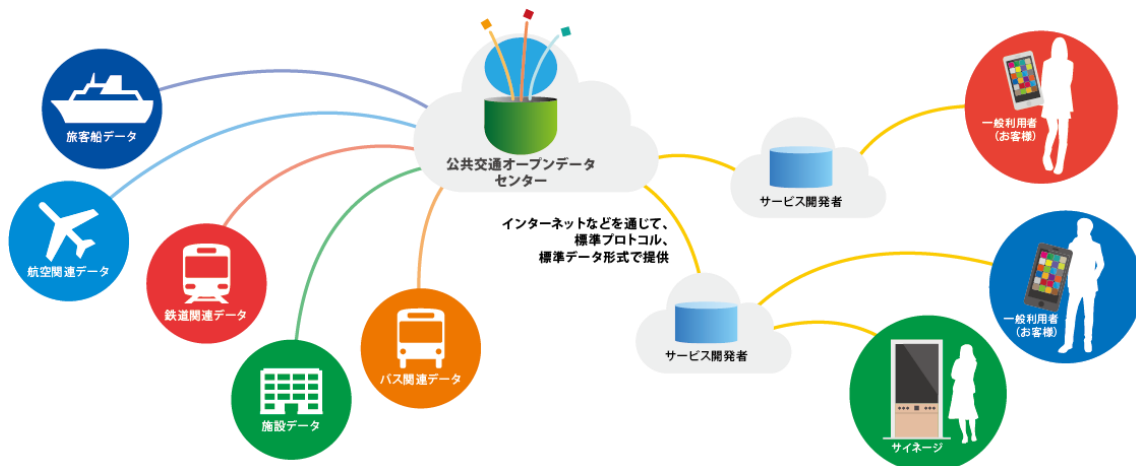 旅客船データ
航空関連データ
鉄道関連データ
施設データ
バス関連データ
公共交通オープンデータ
センター
インターネットなどを通じて、
標準プロトコル、
標準データ形式で提供
サービス開発者
サービス開発者
一般利用者
(お客様)
一般利用者
(お客様)
サイネージ